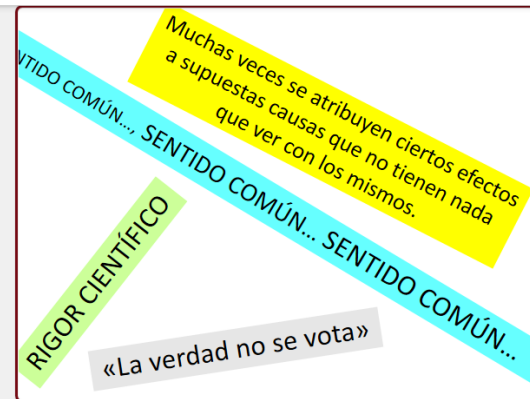 Muchas veces se atribuyen ciertos efectos
a supuestas causas que no tienen nada
que ver con los mismos.
NTIDO COMÚN..., SENTIDO COMÚN... SENTIDO COMÚN...
RIGOR CIENTÍFICO
«La verdad no se vota»